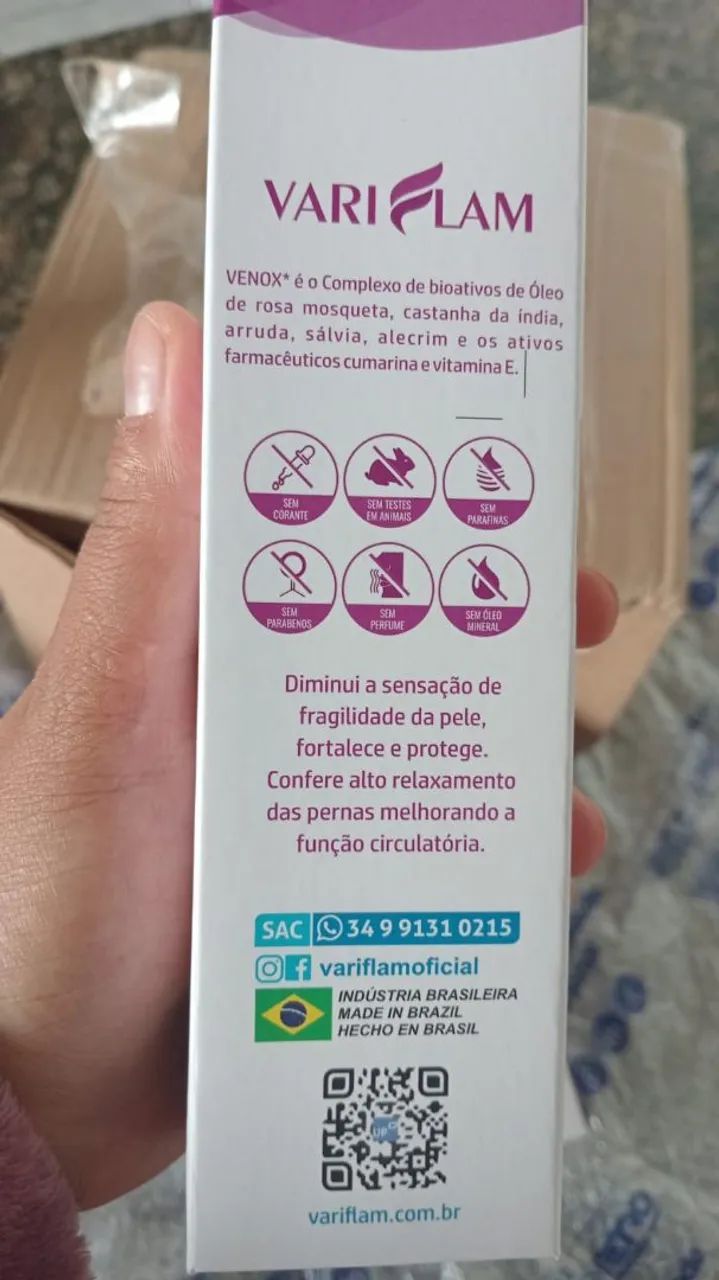 VARIFLAM
VENOX* é o Complexo de bioativos de Óleo
de rosa mosqueta, castanha da índia,
arruda, sálvia, alecrim e os ativos
farmacêuticos cumarina e vitamina E.
SEM
CORANTE
SEM TESTES
EM ANIMAIS
SEM
PARAFINAS
SEM
PARABENOS
SEM
PERFUME
SEM ÓLEO
MINERAL
Diminui a sensação de
fragilidade da pele,
fortalece e protege.
Confere alto relaxamento
das pernas melhorando a
função circulatória.
SAC 34 9 9131 0215
variflamoficial
INDÚSTRIA BRASILEIRA
MADE IN BRAZIL
HECHO EN BRASIL
UP
variflam.com.br